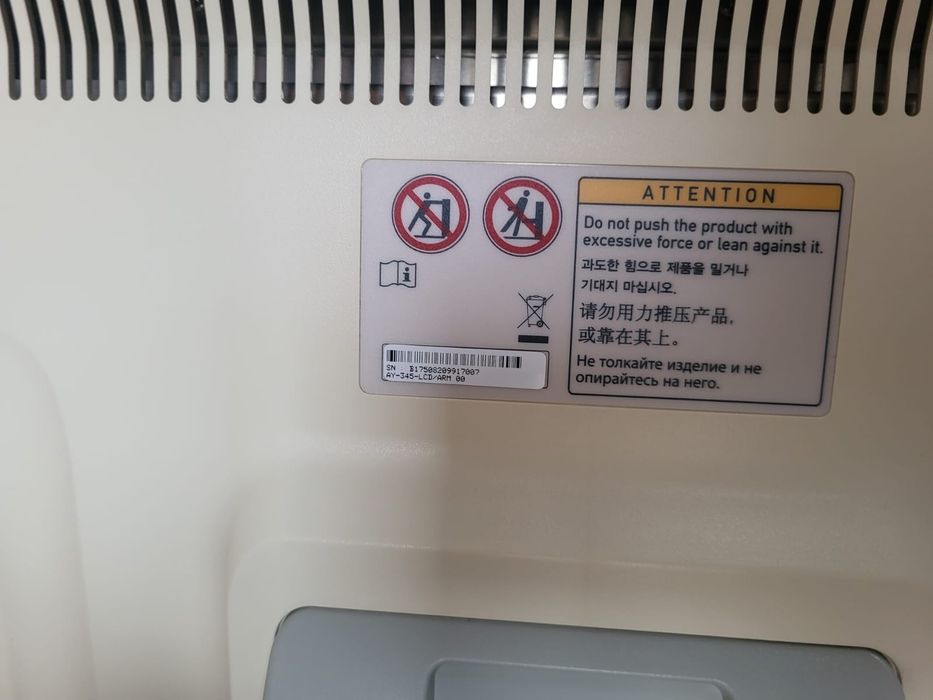 SN : B17508209917007
AY-345-LCD/ARM 00
ATTENTION
Do not push the product with
excessive force or lean against it.
과도한 힘으로 제품을 밀거나
기대지 마십시오.
请勿用力推压产品,
或靠在其上。
Не толкайте изделие и не
опирайтесь на него.